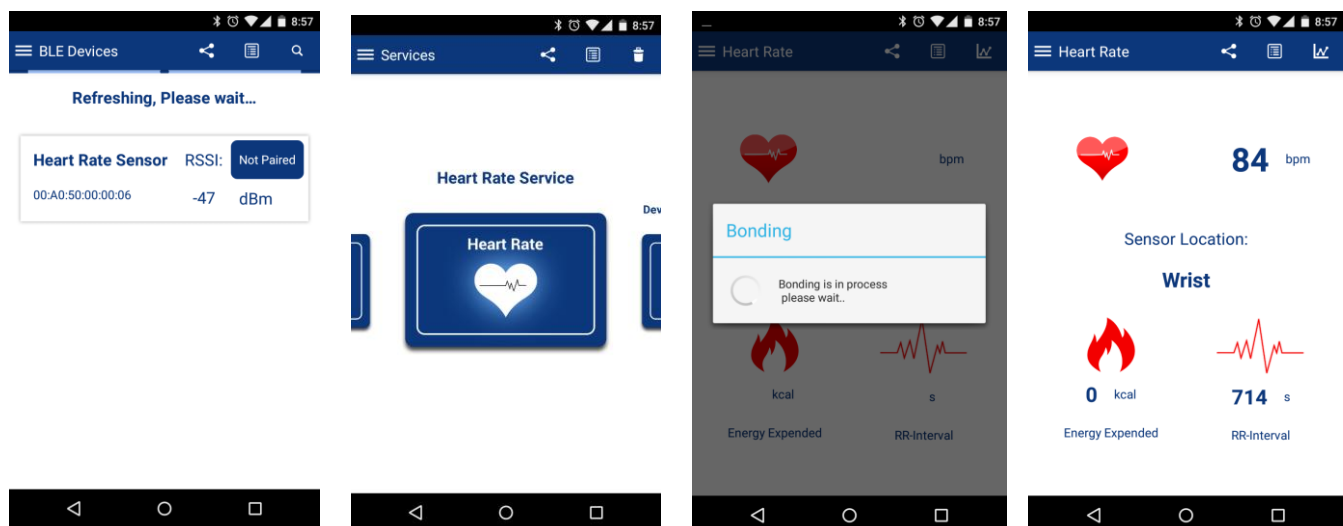 8:57
BLE Devices
Refreshing, Please wait...
Heart Rate Sensor RSSI: Not Paired
00:A0:50:00:00:06 -47 dBm
8:57
Services
Heart Rate Service
Dev
Heart Rate
8:57
Heart Rate
bpm
Bonding
Bonding is in process
please wait..
kcal s
Energy Expended RR-Interval
8:57
Heart Rate
84 bpm
Sensor Location:
Wrist
0 kcal 714 s
Energy Expended RR-Interval